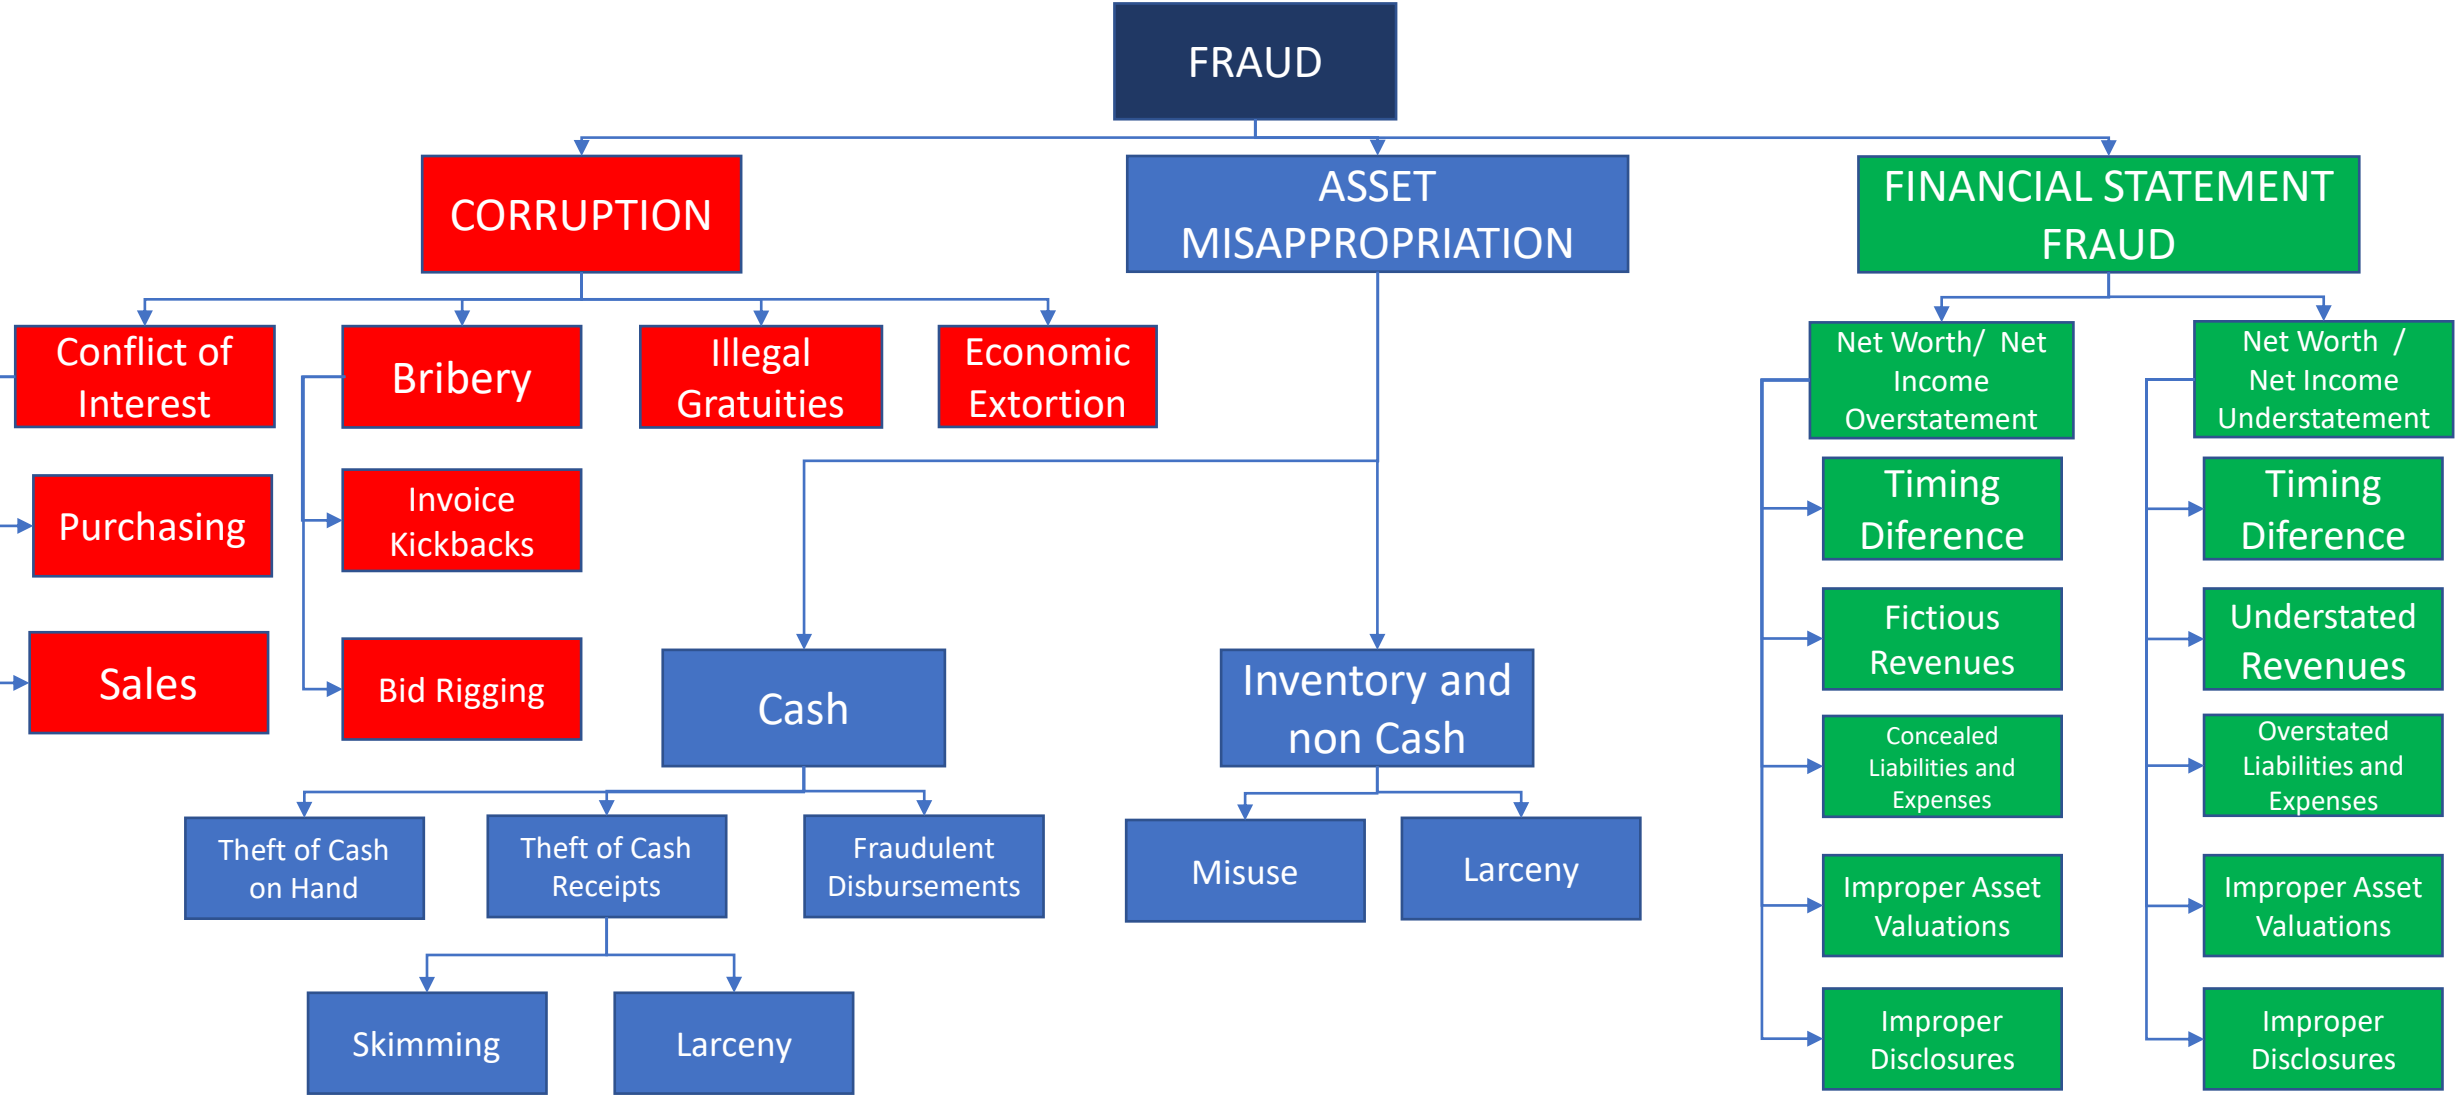 FRAUD
CORRUPTION
ASSET
MISAPPROPRIATION
FINANCIAL STATEMENT
FRAUD
Conflict of
Interest
Bribery
Illegal
Gratuities
Economic
Extortion
Net Worth/  Net
Income
Overstatement
Net Worth  /
Net Income
Understatement
Purchasing
Invoice
Kickbacks
Timing
Diference
Timing
Diference
Sales
Bid Rigging
Cash
Inventory and
non Cash
Fictious
Revenues
Understated
Revenues
Concealed
Liabilities and
Expenses
Overstated
Liabilities and
Expenses
Theft of Cash
on Hand
Theft of Cash
Receipts
Fraudulent
Disbursements
Misuse
Larceny
Improper Asset
Valuations
Improper Asset
Valuations
Skimming
Larceny
Improper
Disclosures
Improper
Disclosures